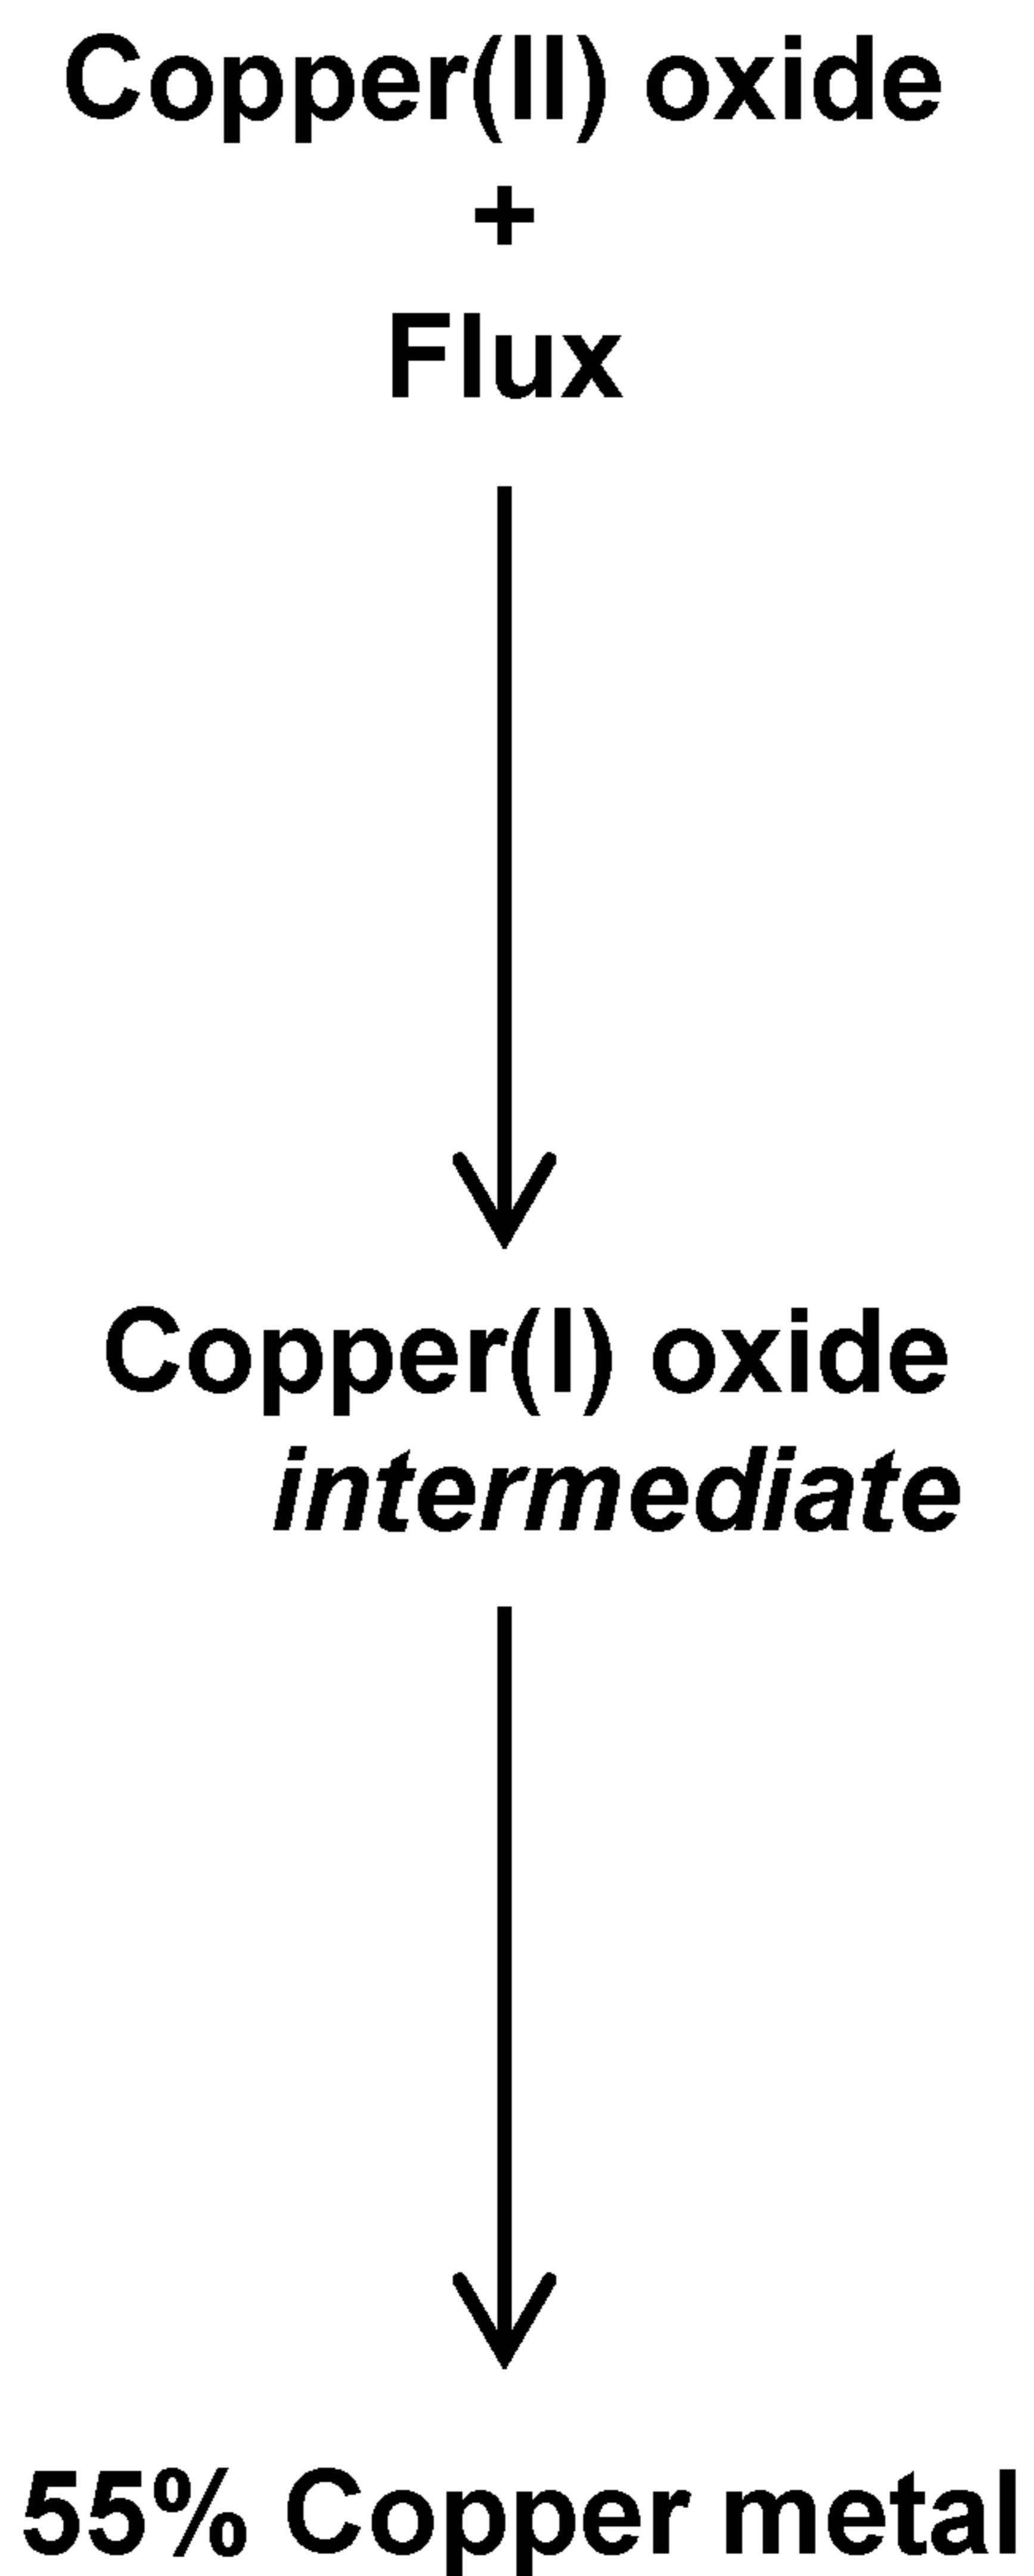 Copper(II) oxide
+
Flux
Copper(I) oxide
intermediate
55% Copper metal